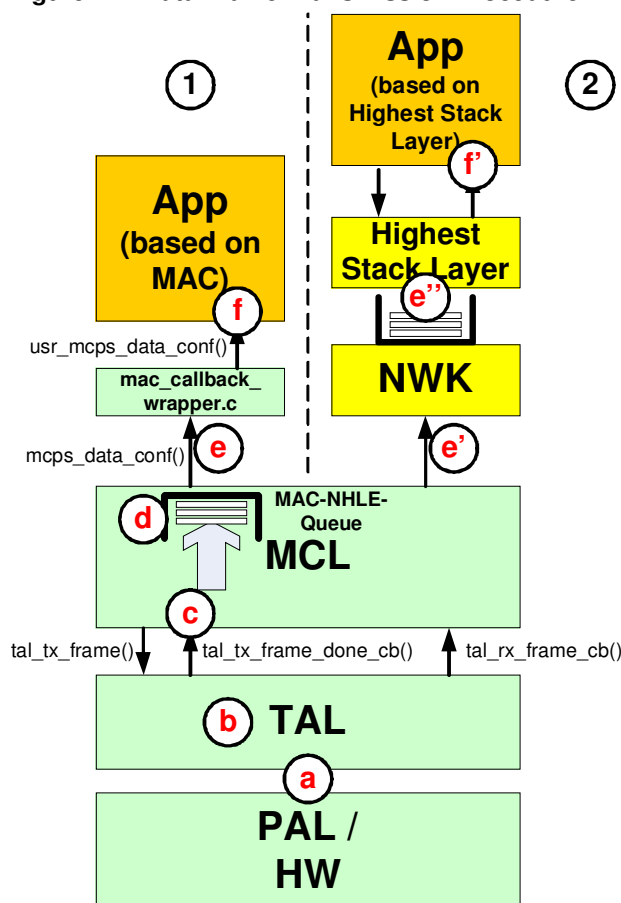 1
2
App
(based on
Highest Stack
Layer)
f'
App
(based on
MAC)
f
Highest
Stack Layer
e''
usr_mcps_data_conf()
mac_callback_
wrapper.c
NWK
mcps_data_conf()
e
e'
d
MAC-NHLE-
Queue
MCL
c
tal_tx_frame()
tal_tx_frame_done_cb()
tal_rx_frame_cb()
b
TAL
a
PAL /
HW